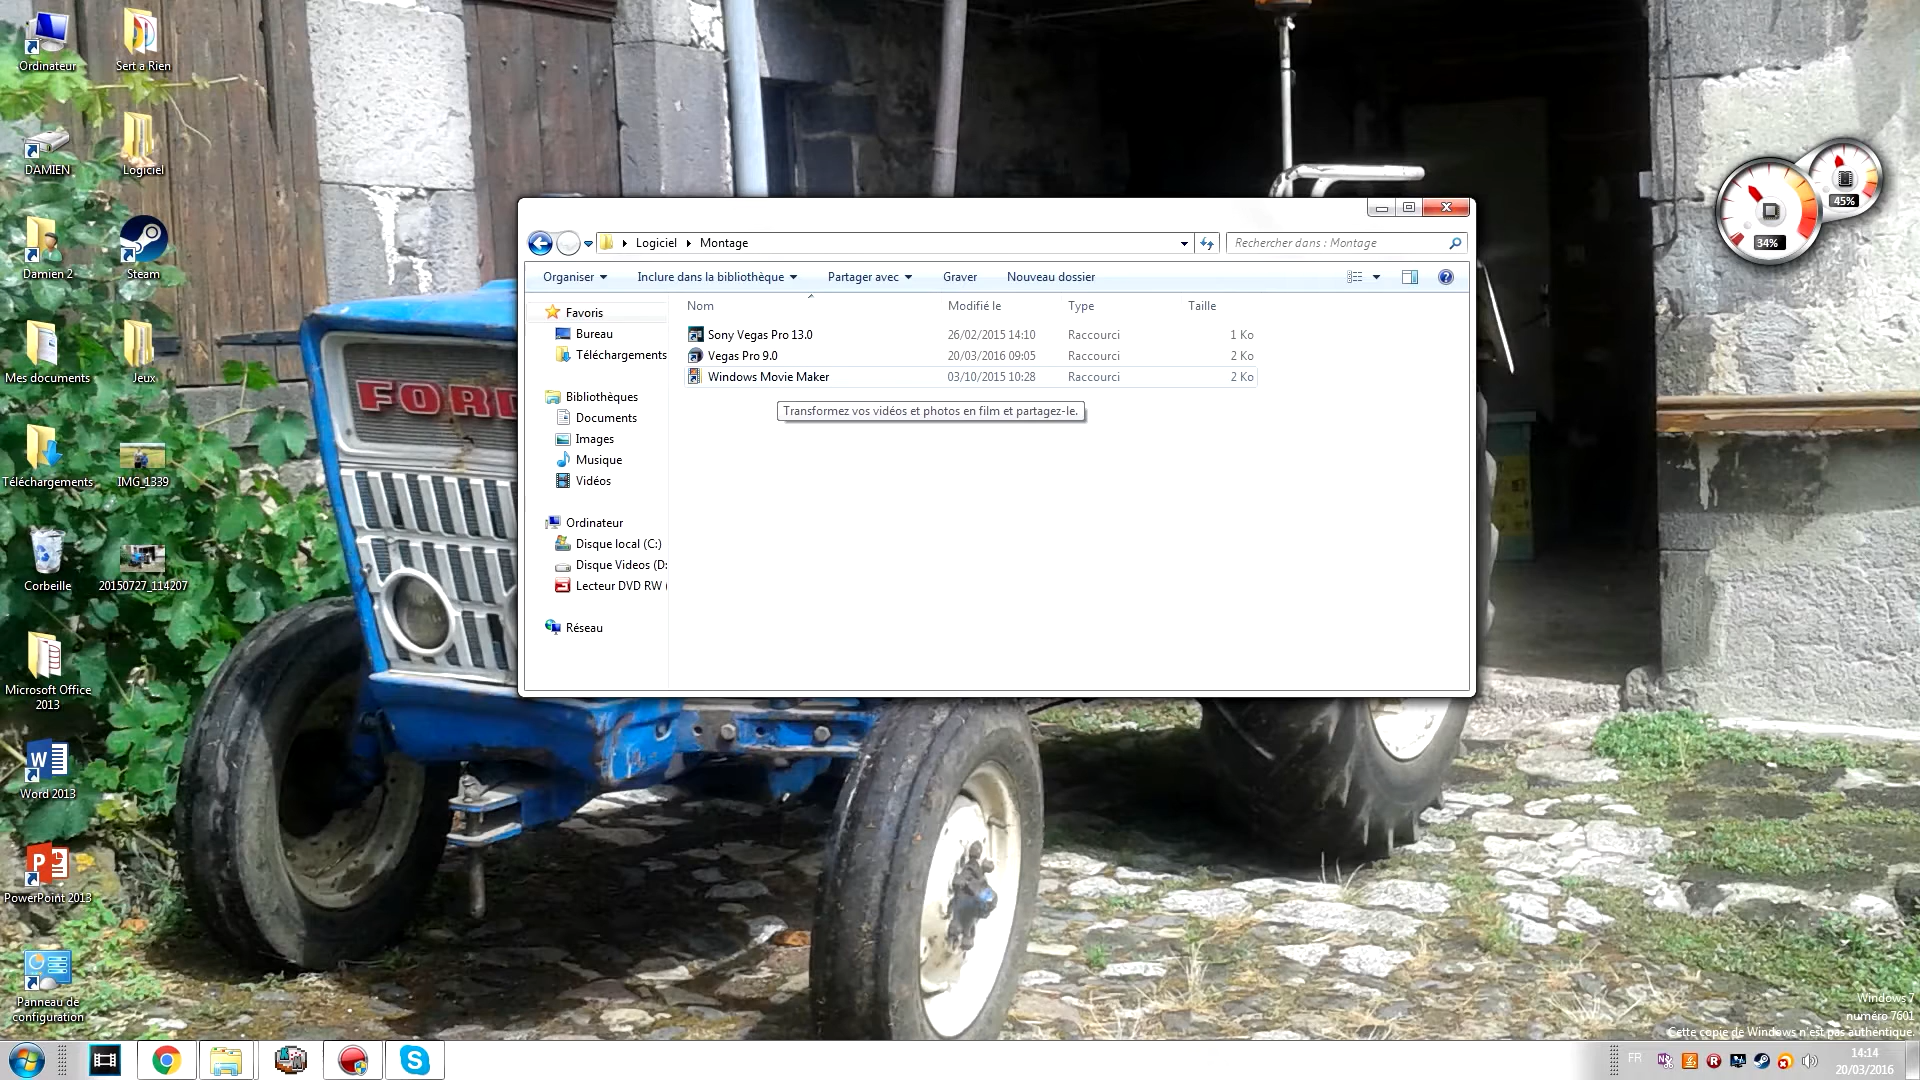 Ordinateur
Sert a Rien
DAMIEN
Logiciel
Damien 2
Steam
Mes documents
Jeux
Téléchargements
IMG_1339
Corbeille
20150727_114207
Microsoft Office
2013
Word 2013
PowerPoint 2013
Panneau de
configuration
FORD
Logiciel Montage
Rechercher dans : Montage
Organiser Inclure dans la bibliothèque Partager avec Graver Nouveau dossier
Favoris
Bureau
Téléchargements
Bibliothèques
Documents
Images
Musique
Vidéos
Ordinateur
Disque local (C:)
Disque Videos (D:
Lecteur DVD RW (
Réseau
Nom Modifié le Type Taille
Sony Vegas Pro 13.0 26/02/2015 14:10 Raccourci 1 Ko
Vegas Pro 9.0 20/03/2016 09:05 Raccourci 2 Ko
Windows Movie Maker 03/10/2015 10:28 Raccourci 2 Ko
Transformez vos vidéos et photos en film et partagez-le.
45%
34%
Windows 7
numéro 7601
Cette copie de Windows n'est pas authentique.
FR
14:14
20/03/2016